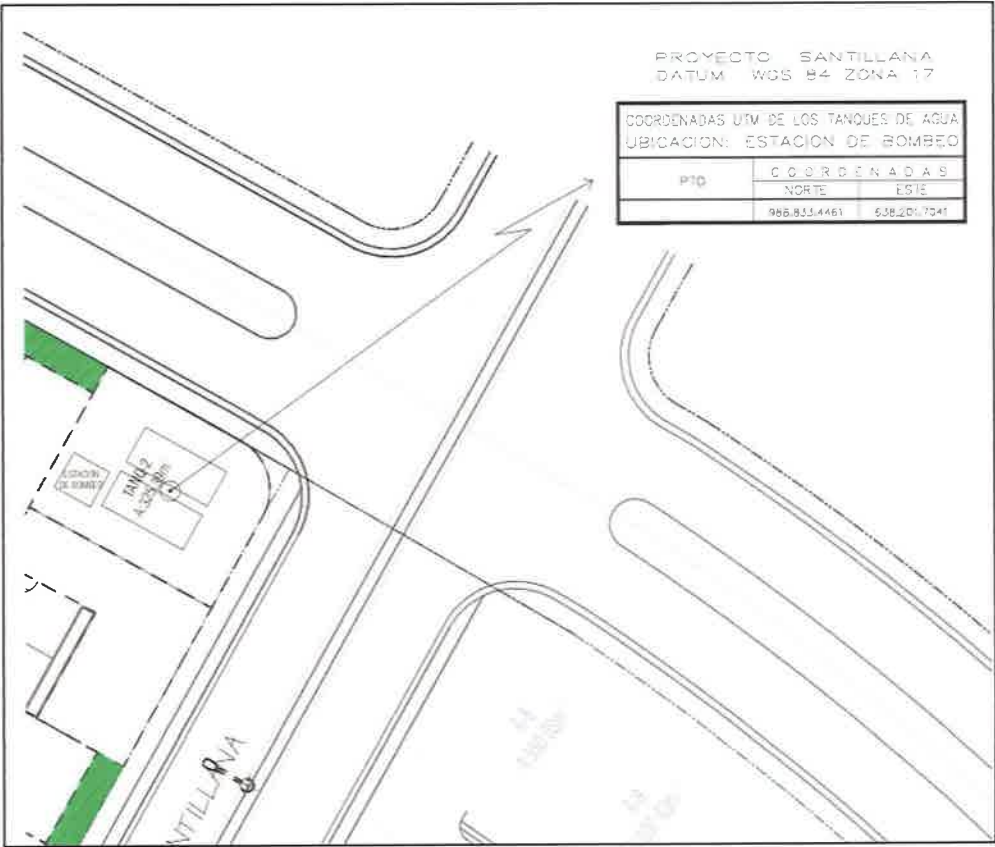 PROYECTO SANTILLANA
DATUM WGS 84 ZONA 17
COORDENADAS UTM DE LOS TANQUES DE AGUA
UBICACION: ESTACION DE BOMBEO
PTO
COORDENADAS
NORTE ESTE
986.833.4461 638.201.7041
ESTACION
DE BOMBEO
TANQ 2
NTILLANA